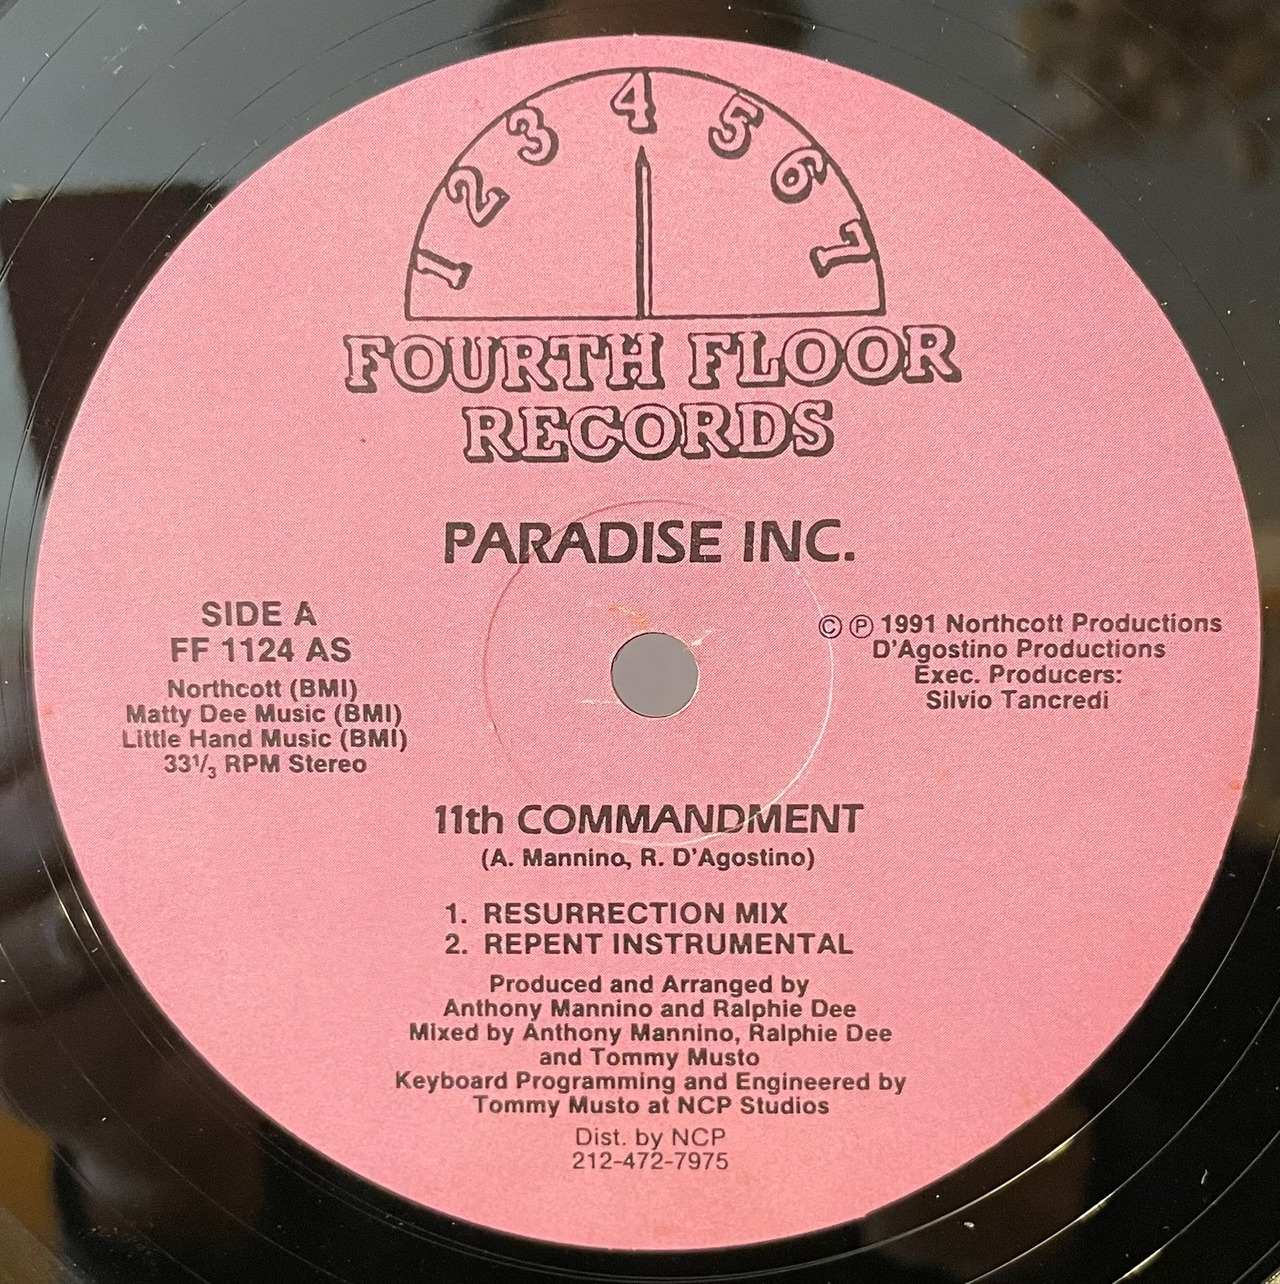 1 2 3 4 5 6 7
FOURTH FLOOR
RECORDS
PARADISE INC.
SIDE A
FF 1124 AS
Northcott (BMI)
Matty Dee Music (BMI)
Little Hand Music (BMI)
33⅓ RPM Stereo
© ℗ 1991 Northcott Productions
D'Agostino Productions
Exec. Producers:
Silvio Tancredi
11th COMMANDMENT
(A. Mannino, R. D'Agostino)
1. RESURRECTION MIX
2. REPENT INSTRUMENTAL
Produced and Arranged by
Anthony Mannino and Ralphie Dee
Mixed by Anthony Mannino, Ralphie Dee
and Tommy Musto
Keyboard Programming and Engineered by
Tommy Musto at NCP Studios
Dist. by NCP
212-472-7975